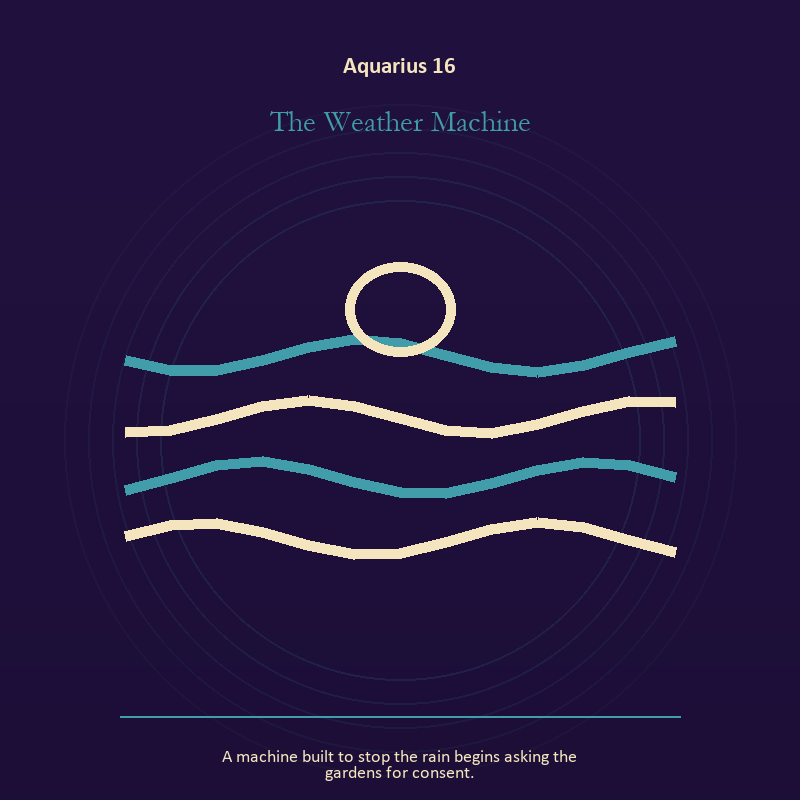 Aquarius 16
The Weather Machine
A machine built to stop the rain begins asking the
gardens for consent.